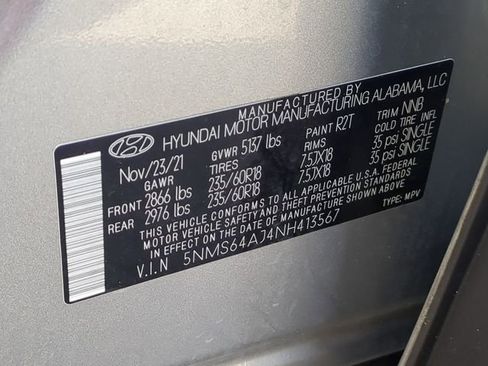 MANUFACTURED BY
HYUNDAI MOTOR MANUFACTURING ALABAMA, LLC
Nov/23/21 GVWR 5137 lbs PAINT R2T TRIM NNB
GAWR TIRES RIMS COLD TIRE INFL
FRONT 2866 lbs 235/60R18 7.5JX18 35 psi SINGLE
REAR 2976 lbs 235/60R18 7.5JX18 35 psi SINGLE
THIS VEHICLE CONFORMS TO ALL APPLICABLE U.S.A. FEDERAL
MOTOR VEHICLE SAFETY AND THEFT PREVENTION STANDARDS
IN EFFECT ON THE DATE OF MANUFACTURE SHOWN ABOVE.
V.I.N 5NMS64AJ4NH413567 TYPE: MPV